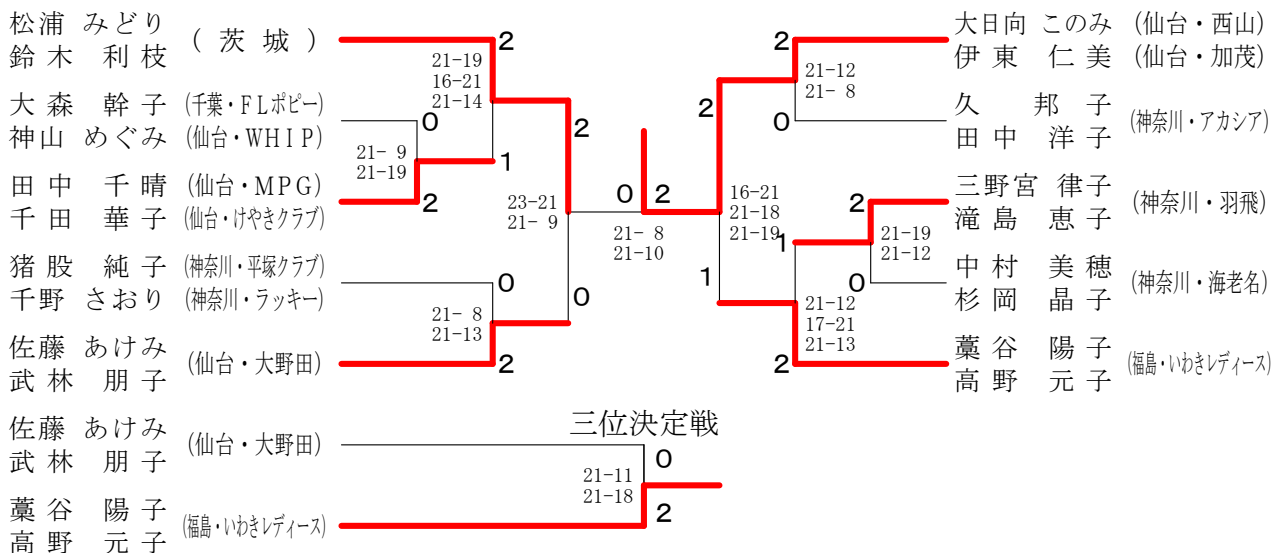 松浦 みどり
鈴木 利枝
(茨城)
大森 幹子 (千葉・FLポピー)
神山 めぐみ (仙台・WHIP)
田中 千晴 (仙台・MPG)
千田 華子 (仙台・けやきクラブ)
猪股 純子 (神奈川・平塚クラブ)
千野 さおり (神奈川・ラッキー)
佐藤 あけみ
武林 朋子
(仙台・大野田)
2
21-19
16-21
21-14
0
21- 9
21-19
1
2
2
23-21
21- 9
0
0
21- 8
21-13
2
0
2
21- 8
21-10
大日向 このみ (仙台・西山)
伊東 仁美 (仙台・加茂)
久 邦子
田中 洋子
(神奈川・アカシア)
三野宮 律子
滝島 恵子
(神奈川・羽飛)
中村 美穂
杉岡 晶子
(神奈川・海老名)
藁谷 陽子
高野 元子
(福島・いわきレディース)
2
21-12
21- 8
0
2
16-21
21-18
21-19
1
2
21-19
21-12
0
1
21-12
17-21
21-13
2
三位決定戦
佐藤 あけみ
武林 朋子
(仙台・大野田)
0
21-11
21-18
2
藁谷 陽子
高野 元子
(福島・いわきレディース)